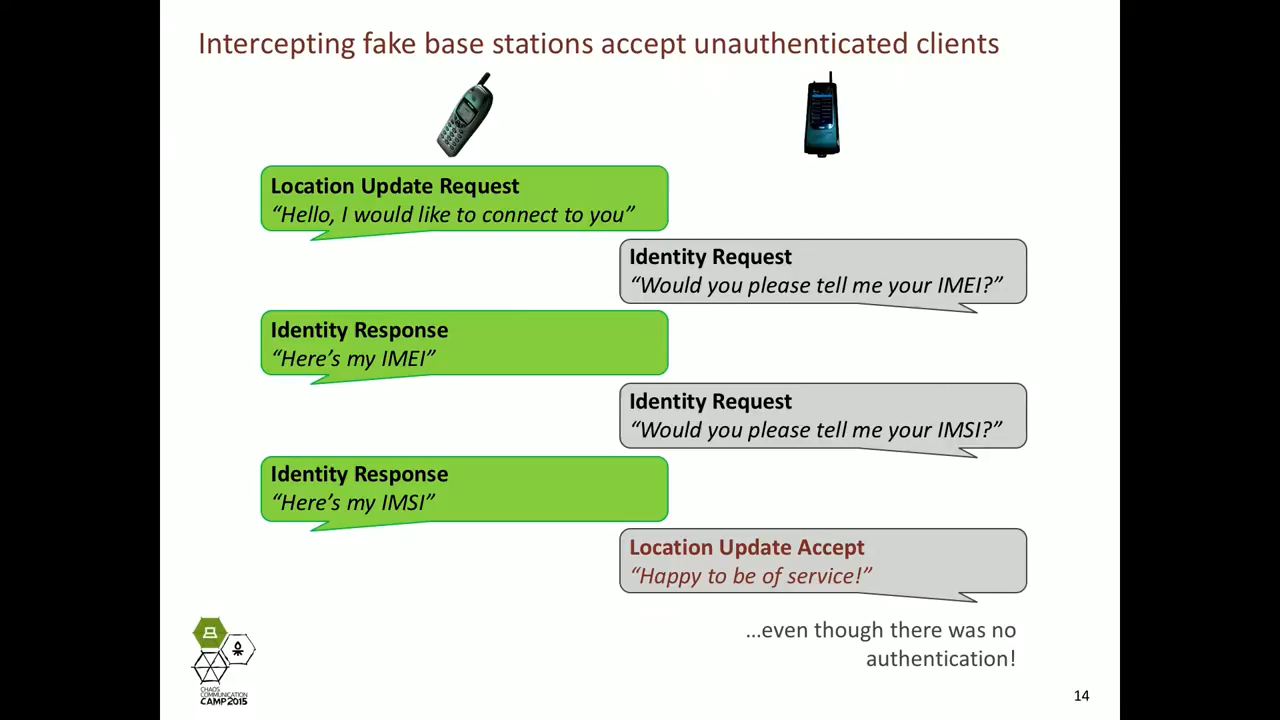 Intercepting fake base stations accept unauthenticated clients
Location Update Request
“Hello, I would like to connect to you”
Identity Request
“Would you please tell me your IMEI?”
Identity Response
“Here’s my IMEI”
Identity Request
“Would you please tell me your IMSI?”
Identity Response
“Here’s my IMSI”
Location Update Accept
“Happy to be of service!”
…even though there was no
authentication!
CHAOS
COMMUNICATION
CAMP 2015
14